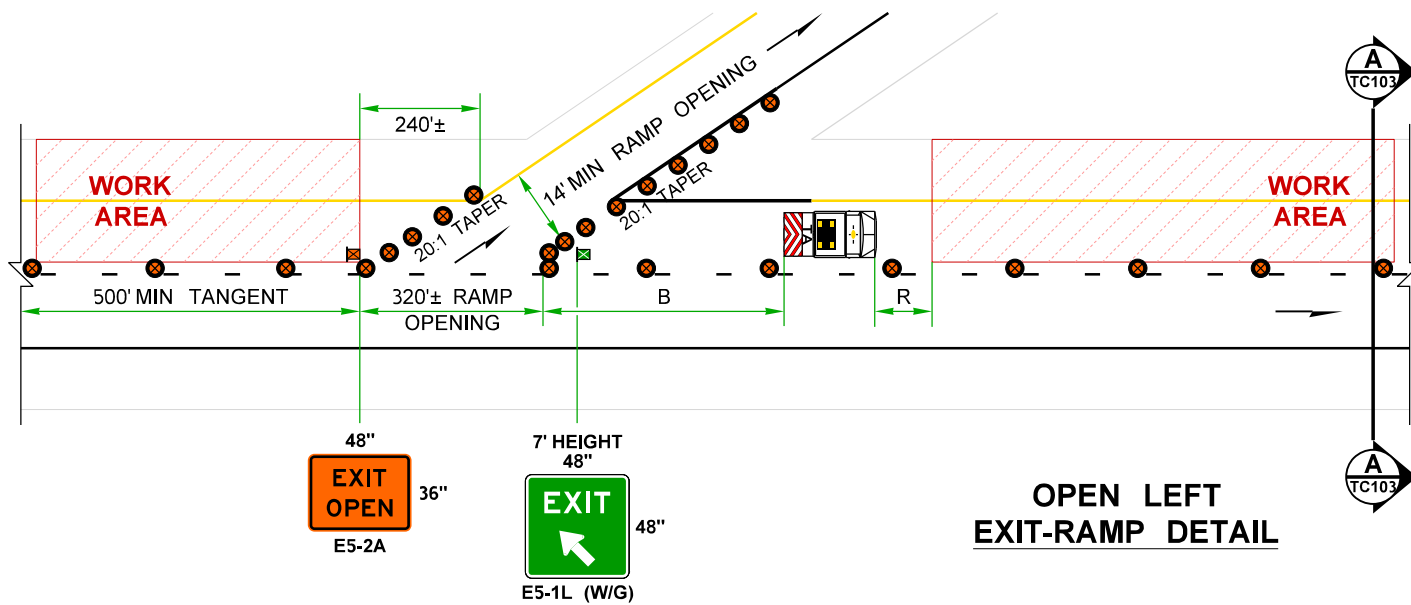 A
TC103
240'±
14' MIN RAMP OPENING
WORK
AREA
20:1 TAPER
20:1 TAPER
WORK
AREA
TA
500' MIN TANGENT
320'± RAMP
OPENING
B
R
48"
EXIT
OPEN
36"
E5-2A
7' HEIGHT
48"
EXIT
48"
E5-1L (W/G)
OPEN LEFT
EXIT-RAMP DETAIL
A
TC103